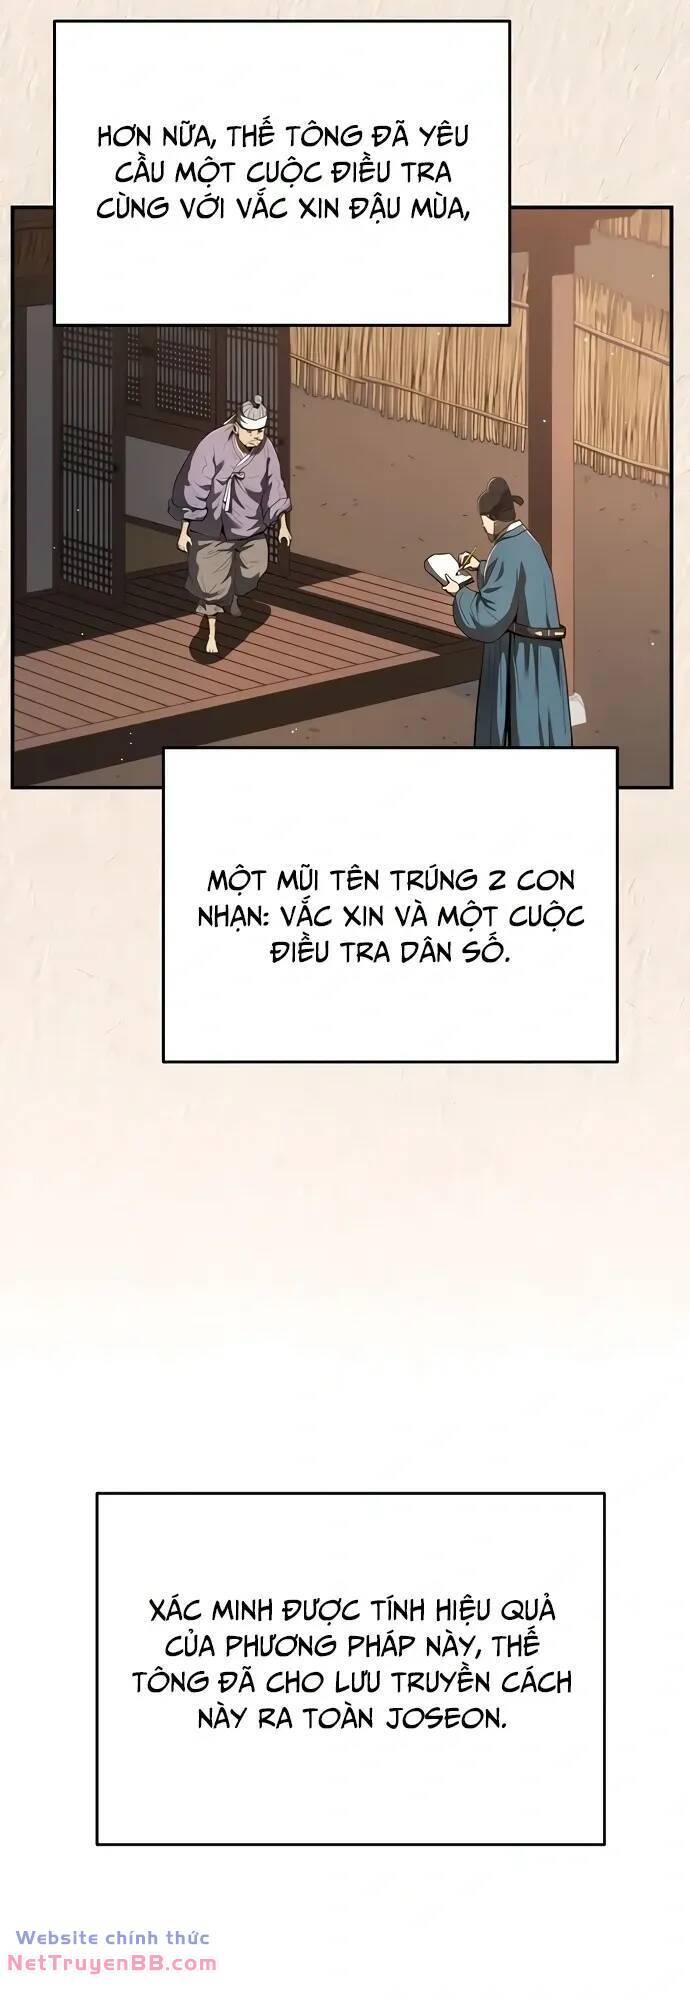 HƠN NỮA, THẾ TÔNG ĐÃ YÊU
CẦU MỘT CUỘC ĐIỀU TRA
CÙNG VỚI VẮC XIN ĐẬU MÙA,
MỘT MŨI TÊN TRÚNG 2 CON
NHẠN: VẮC XIN VÀ MỘT CUỘC
ĐIỀU TRA DÂN SỐ.
XÁC MINH ĐƯỢC TÍNH HIỆU QUẢ
CỦA PHƯƠNG PHÁP NÀY, THẾ
TÔNG ĐÃ CHO LƯU TRUYỀN CÁCH
NÀY RA TOÀN JOSEON.
Website chính thức
NetTruyenBB.com